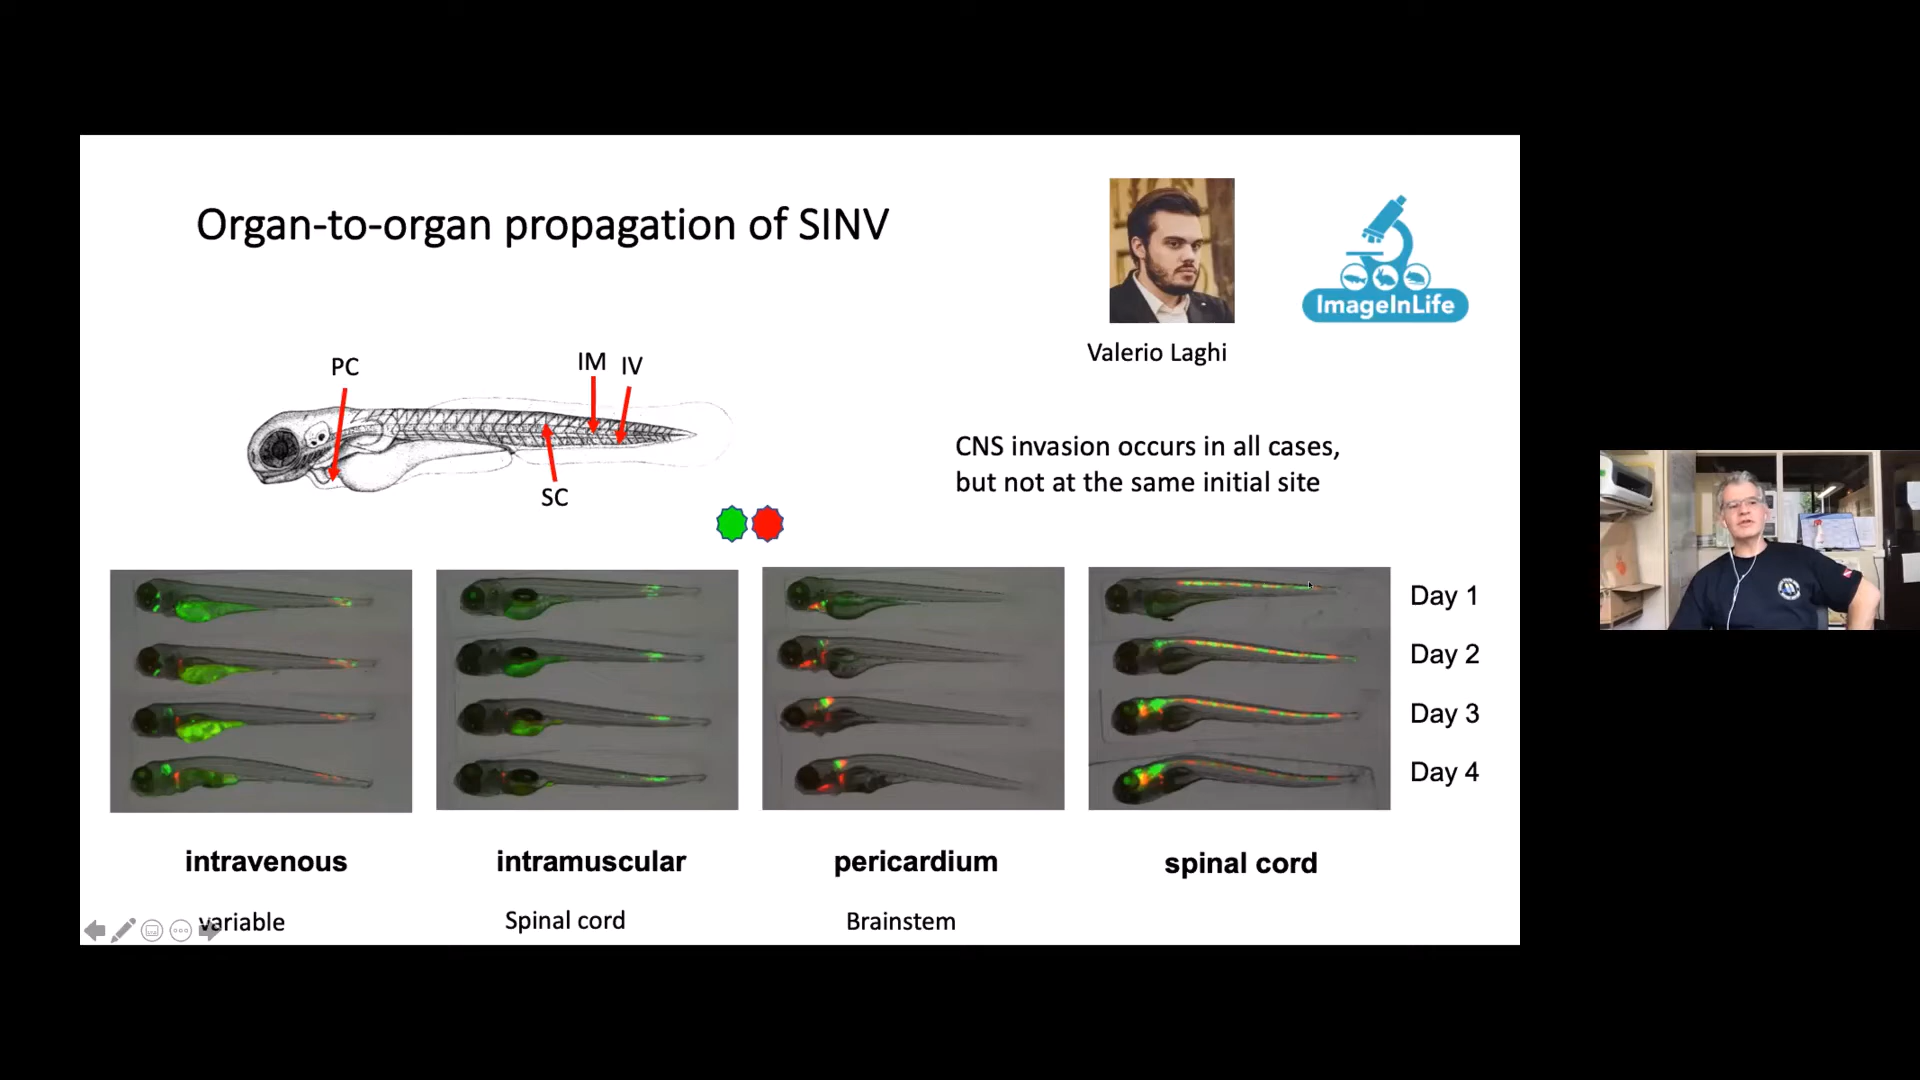 Organ-to-organ propagation of SINV
ImageInLife
Valerio Laghi
PC
IM
IV
SC
CNS invasion occurs in all cases,
but not at the same initial site
Day 1
Day 2
Day 3
Day 4
intravenous
intramuscular
pericardium
spinal cord
variable
Spinal cord
Brainstem